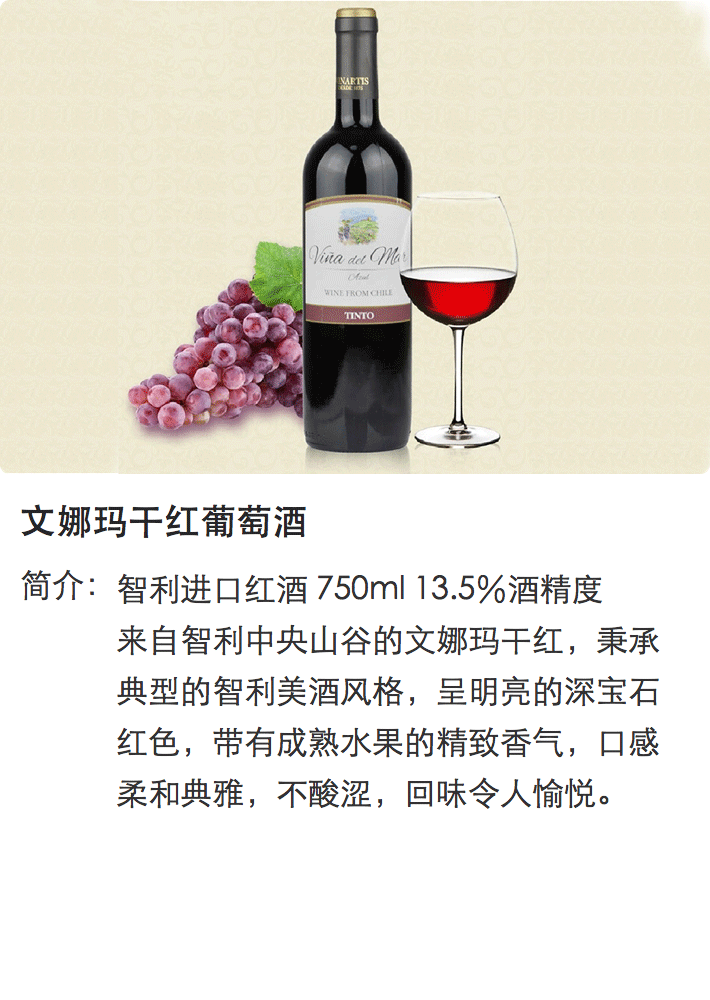 DESDE 1878
Viña del Mar
WINE FROM CHILE
TINTO
文娜玛干红葡萄酒
简介：智利进口红酒 750ml 13.5%酒精度
来自智利中央山谷的文娜玛干红，秉承
典型的智利美酒风格，呈明亮的深宝石
红色，带有成熟水果的精致香气，口感
柔和典雅，不酸涩，回味令人愉悦。